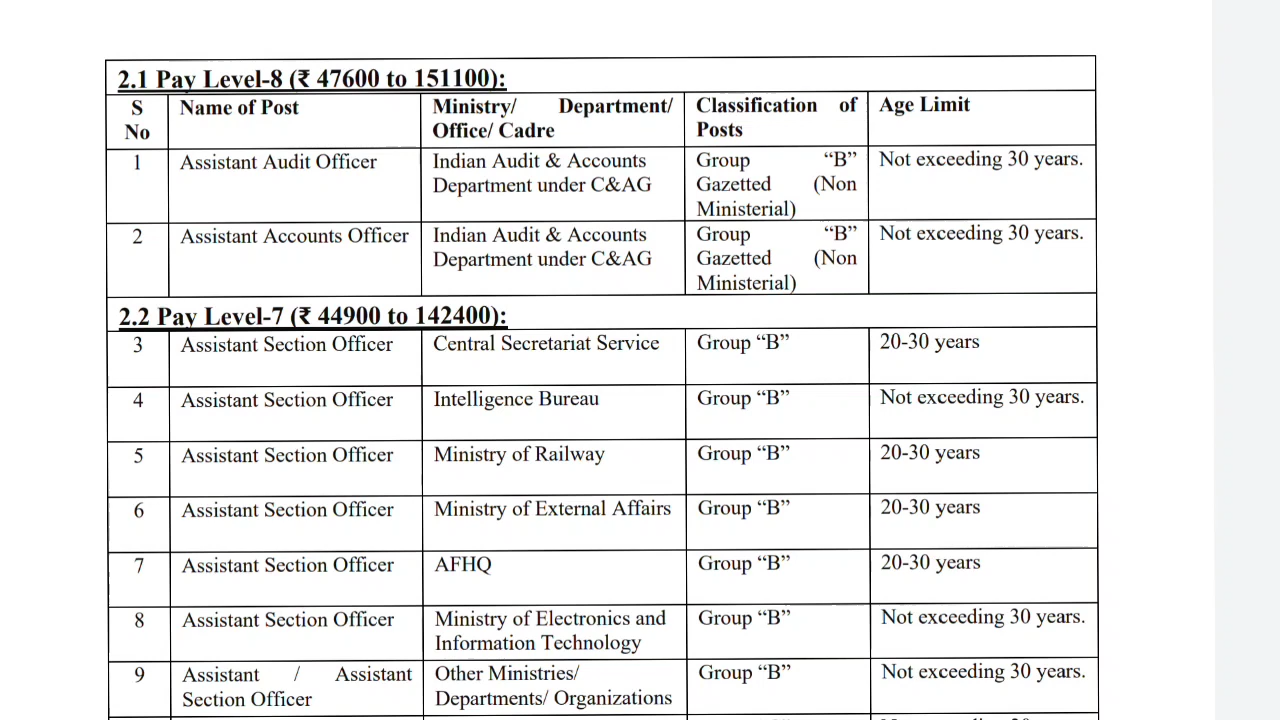 2.1 Pay Level-8 (₹ 47600 to 151100):
S No Name of Post Ministry/ Department/ Office/ Cadre Classification of Posts Age Limit
1 Assistant Audit Officer Indian Audit & Accounts Department under C&AG Group “B” Gazetted (Non Ministerial) Not exceeding 30 years.
2 Assistant Accounts Officer Indian Audit & Accounts Department under C&AG Group “B” Gazetted (Non Ministerial) Not exceeding 30 years.
2.2 Pay Level-7 (₹ 44900 to 142400):
3 Assistant Section Officer Central Secretariat Service Group “B” 20-30 years
4 Assistant Section Officer Intelligence Bureau Group “B” Not exceeding 30 years.
5 Assistant Section Officer Ministry of Railway Group “B” 20-30 years
6 Assistant Section Officer Ministry of External Affairs Group “B” 20-30 years
7 Assistant Section Officer AFHQ Group “B” 20-30 years
8 Assistant Section Officer Ministry of Electronics and Information Technology Group “B” Not exceeding 30 years.
9 Assistant / Assistant Section Officer Other Ministries/ Departments/ Organizations Group “B” Not exceeding 30 years.